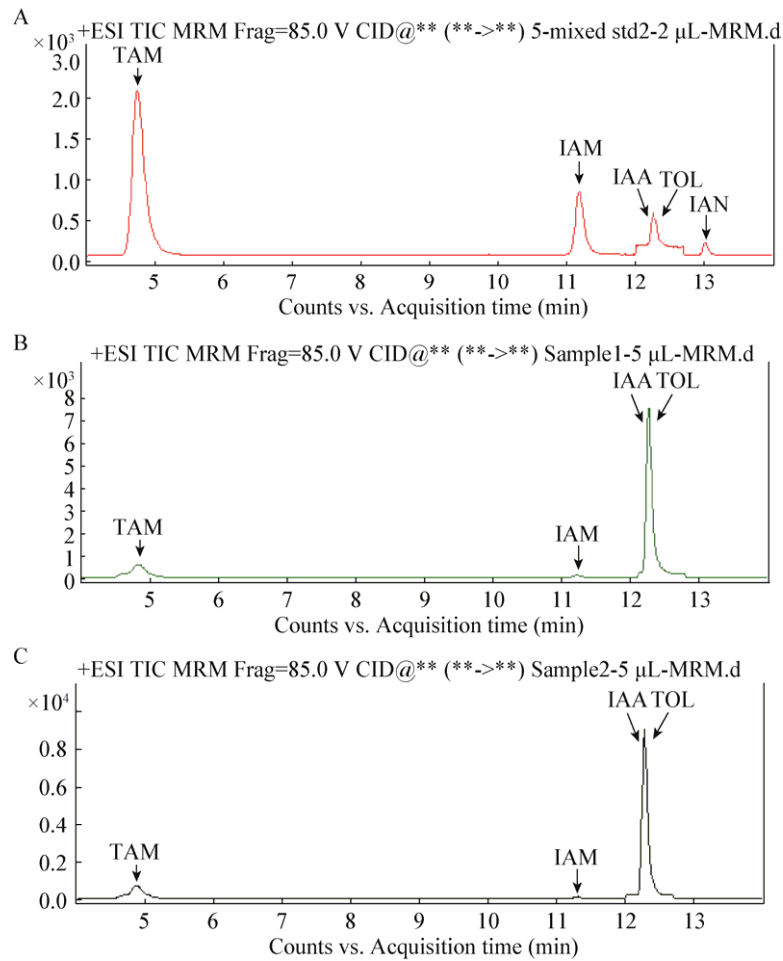 A
+ESI TIC MRM Frag=85.0 V CID@** (**->**) 5-mixed std2-2 μL-MRM.d
×10³
3.0
2.0
1.5
1.0
0.5
0.0
TAM
IAM
IAA TOL
IAN
5 6 7 8 9 10 11 12 13
Counts vs. Acquisition time (min)
B
+ESI TIC MRM Frag=85.0 V CID@** (**->**) Sample1-5 μL-MRM.d
×10³
8
7
6
5
4
3
2
1
0
IAA TOL
TAM
IAM
5 6 7 8 9 10 11 12 13
Counts vs. Acquisition time (min)
C
+ESI TIC MRM Frag=85.0 V CID@** (**->**) Sample2-5 μL-MRM.d
×10⁴
0.8
0.6
0.4
0.2
0.0
IAA TOL
TAM
IAM
5 6 7 8 9 10 11 12 13
Counts vs. Acquisition time (min)